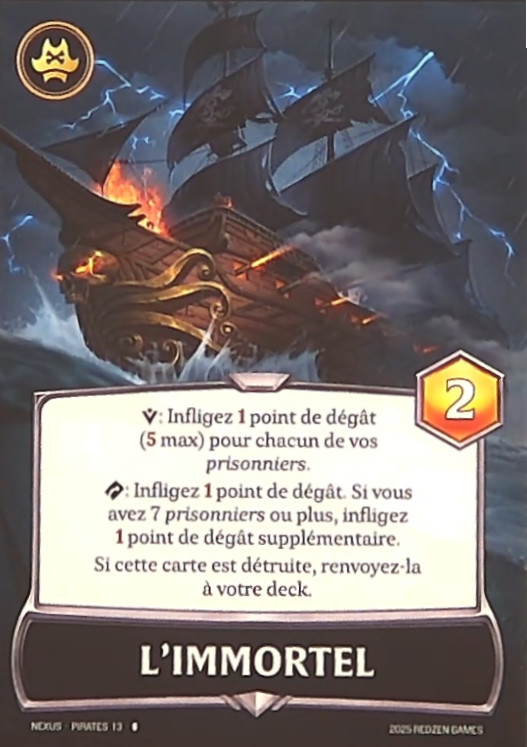 2
: Infligez 1 point de dégât
(5 max) pour chacun de vos
prisonniers.
: Infligez 1 point de dégât. Si vous
avez 7 prisonniers ou plus, infligez
1 point de dégât supplémentaire.
Si cette carte est détruite, renvoyez-la
à votre deck.
L'IMMORTEL
NEXUS - PIRATES 13
2025 REDZEN GAMES